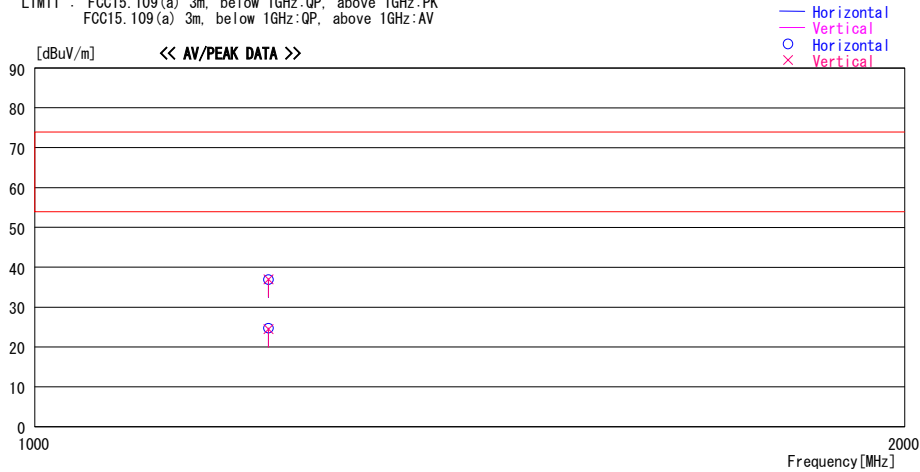 LIMIT : FCC15.109(a) 3m, below 1GHz:QP, above 1GHz:PK
FCC15.109(a) 3m, below 1GHz:QP, above 1GHz:AV
Horizontal
Vertical
Horizontal
Vertical
[dBuV/m] << AV/PEAK DATA >>
90
80
70
60
50
40
30
20
10
0
1000 2000
Frequency[MHz]